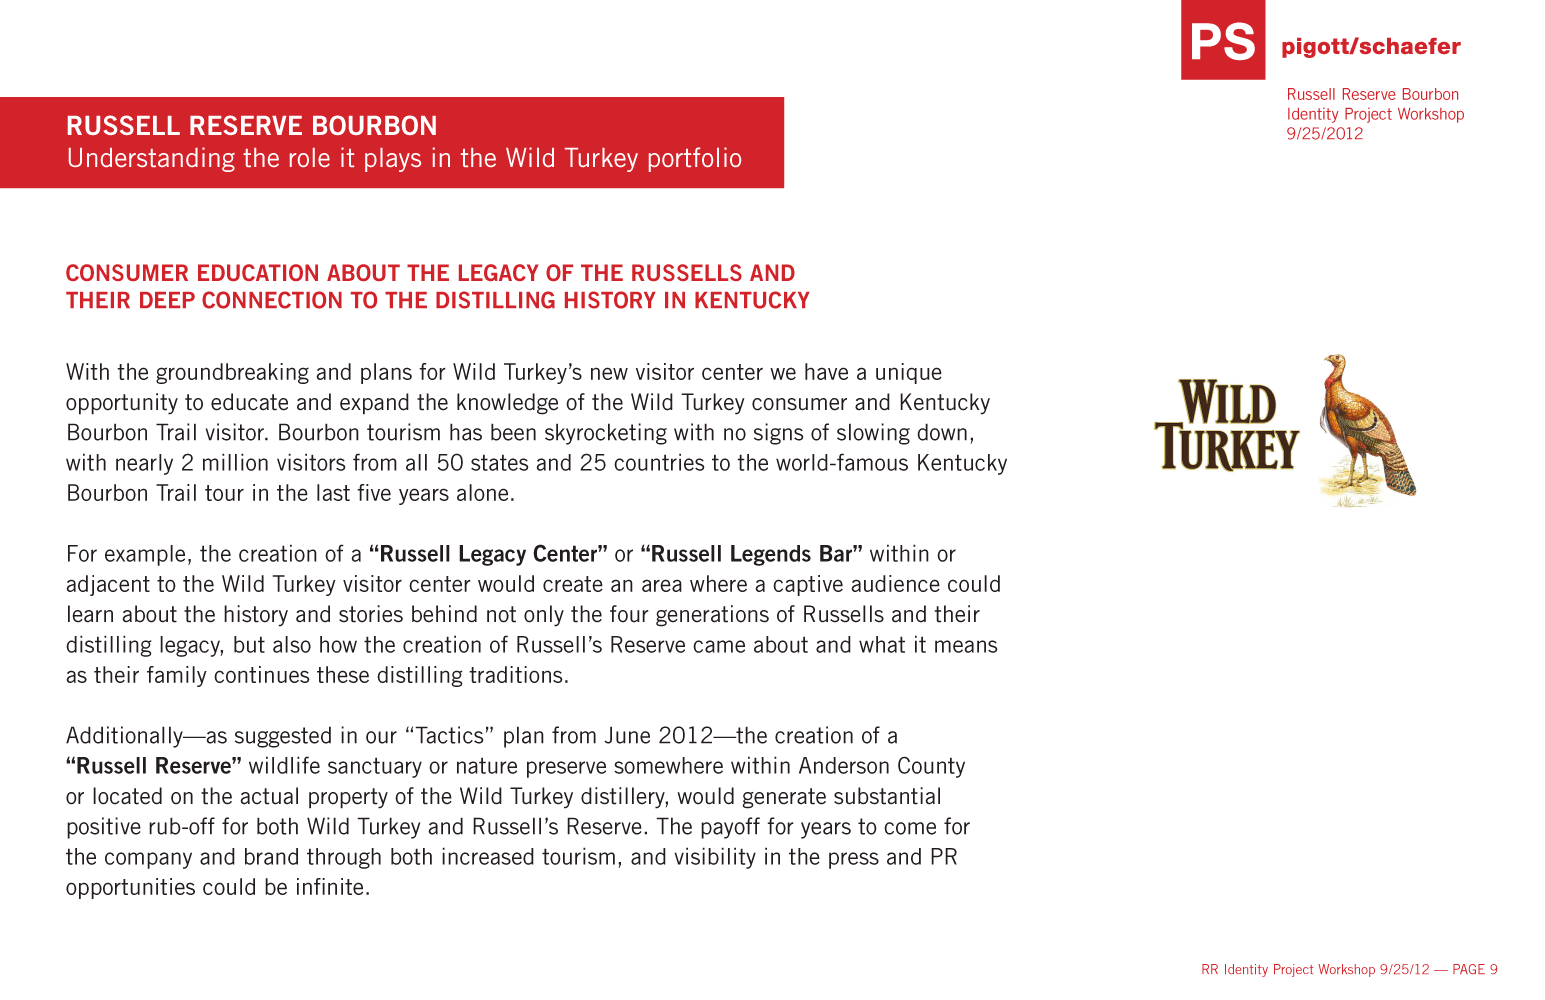 PS
pigott/schaefer
Russell Reserve Bourbon
Identity Project Workshop
9/25/2012
RUSSELL RESERVE BOURBON
Understanding the role it plays in the Wild Turkey portfolio
CONSUMER EDUCATION ABOUT THE LEGACY OF THE RUSSELLS AND
THEIR DEEP CONNECTION TO THE DISTILLING HISTORY IN KENTUCKY
With the groundbreaking and plans for Wild Turkey’s new visitor center we have a unique
opportunity to educate and expand the knowledge of the Wild Turkey consumer and Kentucky
Bourbon Trail visitor. Bourbon tourism has been skyrocketing with no signs of slowing down,
with nearly 2 million visitors from all 50 states and 25 countries to the world-famous Kentucky
Bourbon Trail tour in the last five years alone.
For example, the creation of a “Russell Legacy Center” or “Russell Legends Bar” within or
adjacent to the Wild Turkey visitor center would create an area where a captive audience could
learn about the history and stories behind not only the four generations of Russells and their
distilling legacy, but also how the creation of Russell’s Reserve came about and what it means
as their family continues these distilling traditions.
Additionally—as suggested in our “Tactics” plan from June 2012—the creation of a
“Russell Reserve” wildlife sanctuary or nature preserve somewhere within Anderson County
or located on the actual property of the Wild Turkey distillery, would generate substantial
positive rub-off for both Wild Turkey and Russell’s Reserve. The payoff for years to come for
the company and brand through both increased tourism, and visibility in the press and PR
opportunities could be infinite.
WILD
TURKEY
RR Identity Project Workshop 9/25/12 — PAGE 9